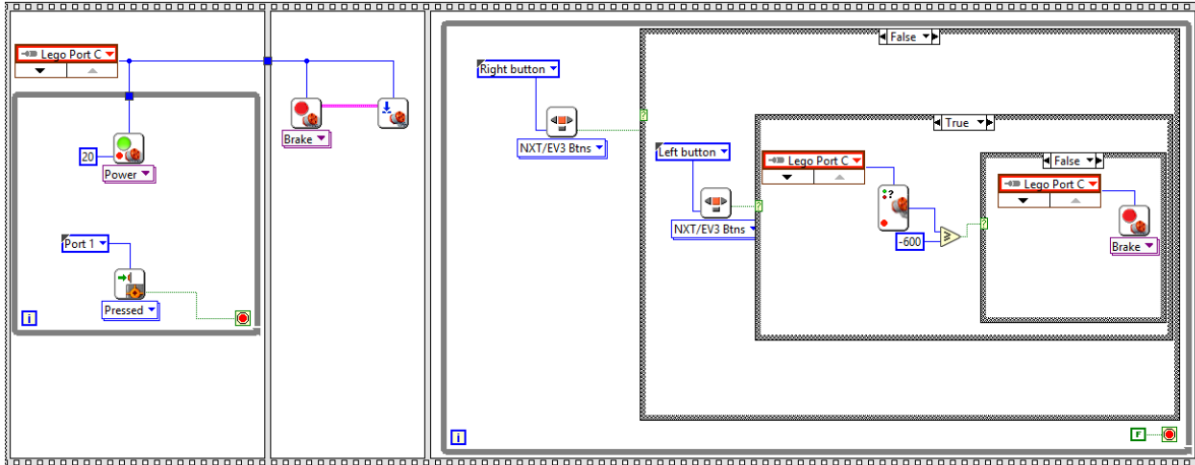 Lego Port C
20
Power
Port 1
Pressed
i
Brake
Right button
NXT/EV3 Btns
False
?
Left button
NXT/EV3 Btns
True
?
Lego Port C
?
-600
≥
False
?
Lego Port C
Brake
i
F